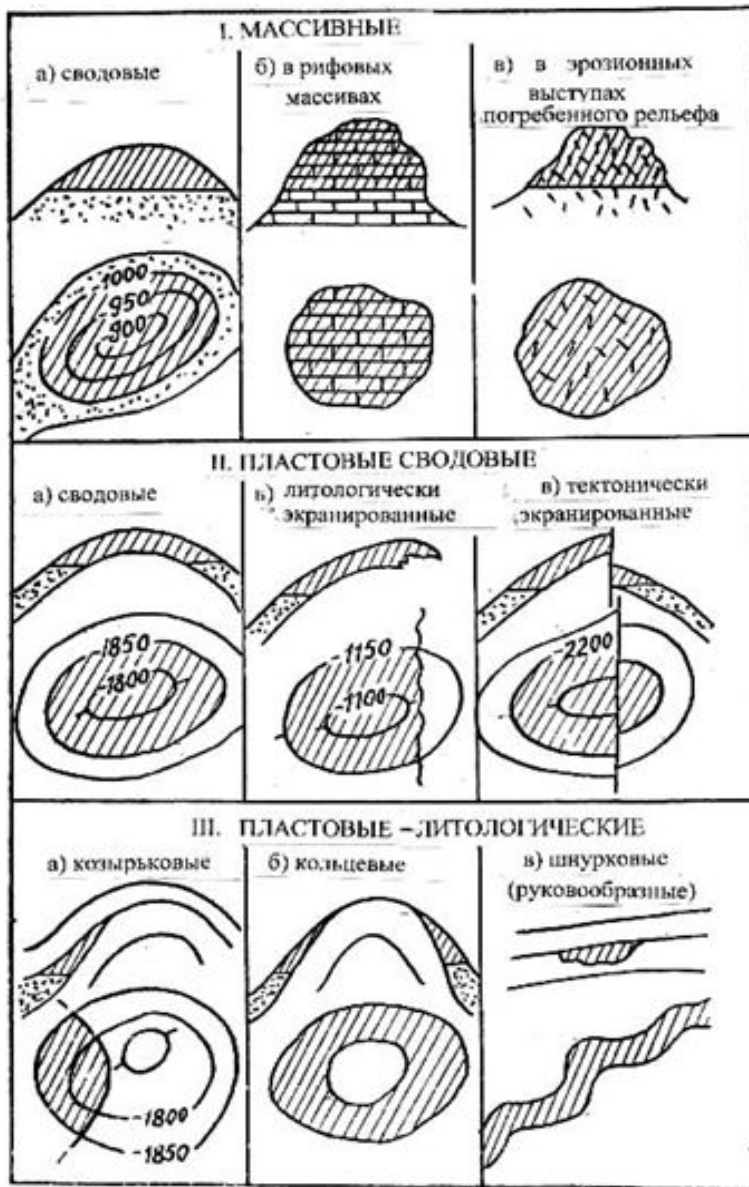 I. МАССИВНЫЕ
а) сводовые
б) в рифовых
массивах
в) в эрозионных
выступах
погребенного рельефа
-1000
-950
-900
II. ПЛАСТОВЫЕ СВОДОВЫЕ
а) сводовые
ь) литологически
экранированные
в) тектонически
экранированные
-1850
-1800
-1150
-1100
-2200
III. ПЛАСТОВЫЕ – ЛИТОЛОГИЧЕСКИЕ
а) козырьковые
б) кольцевые
в) шнурковые
(руковообразные)
-1800
-1850